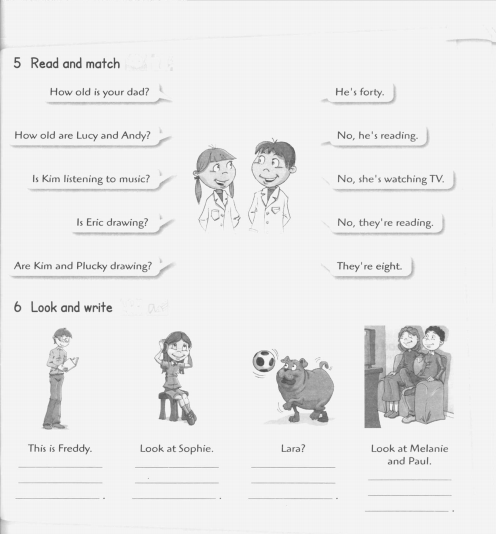 5 Read and match
How old is your dad?
He's forty.
How old are Lucy and Andy?
No, he's reading.
Is Kim listening to music?
No, she's watching TV.
Is Eric drawing?
No, they're reading.
Are Kim and Plucky drawing?
They're eight.
6 Look and write
This is Freddy.
Look at Sophie.
Lara?
Look at Melanie
and Paul.